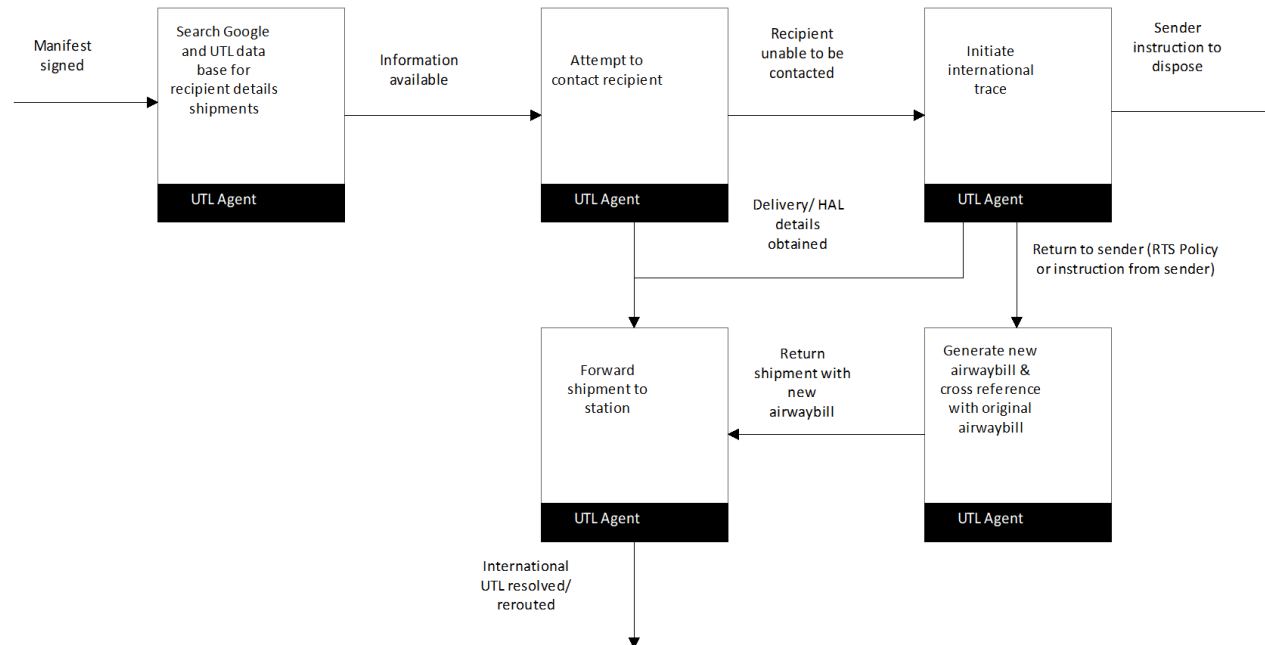 Manifest
signed
Search Google
and UTL data
base for
recipient details
shipments
UTL Agent
Information
available
Attempt to
contact recipient
UTL Agent
Recipient
unable to be
contacted
Initiate
international
trace
UTL Agent
Sender
instruction to
dispose
Delivery/ HAL
details
obtained
Return to sender (RTS Policy
or instruction from sender)
Forward
shipment to
station
UTL Agent
Return
shipment with
new
airwaybill
Generate new
airwaybill &
cross reference
with original
airwaybill
UTL Agent
International
UTL resolved/
rerouted